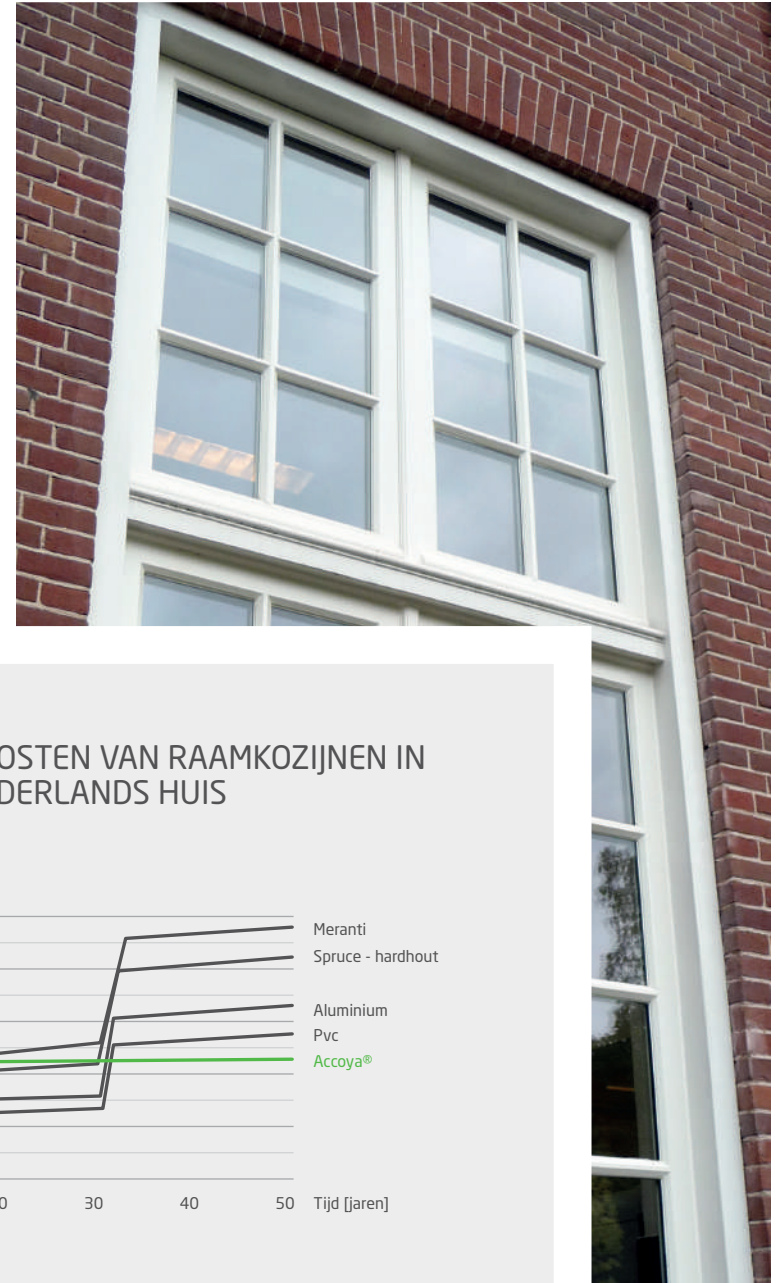 OSTEN VAN RAAMKOZIJNEN IN
DERLANDS HUIS
Meranti
Spruce - hardhout
Aluminium
Pvc
Accoya®
0 30 40 50 Tijd [jaren]